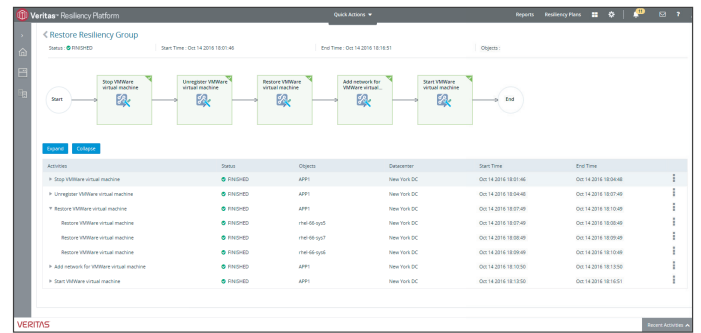 Veritas™ Resiliency Platform
Quick Actions
Reports
Resiliency Plans
Restore Resiliency Group
Status : FINISHED
Start Time : Oct 14 2016 18:01:46
End Time : Oct 14 2016 18:16:51
Objects :
Start
Stop VMWare virtual machine
Unregister VMWare virtual machine
Restore VMWare virtual machine
Add network for VMWare virtual...
Start VMWare virtual machine
End
Expand
Collapse
Activities Status Objects Datacenter Start Time End Time
Stop VMWare virtual machine FINISHED APP1 New York DC Oct 14 2016 18:01:46 Oct 14 2016 18:04:48
Unregister VMWare virtual machine FINISHED APP1 New York DC Oct 14 2016 18:04:48 Oct 14 2016 18:07:49
Restore VMWare virtual machine FINISHED APP1 New York DC Oct 14 2016 18:07:49 Oct 14 2016 18:10:49
Restore VMWare virtual machine FINISHED rhel-66-sys5 New York DC Oct 14 2016 18:07:49 Oct 14 2016 18:08:49
Restore VMWare virtual machine FINISHED rhel-66-sys7 New York DC Oct 14 2016 18:08:49 Oct 14 2016 18:09:49
Restore VMWare virtual machine FINISHED rhel-66-sys6 New York DC Oct 14 2016 18:09:49 Oct 14 2016 18:10:49
Add network for VMWare virtual machine FINISHED APP1 New York DC Oct 14 2016 18:10:50 Oct 14 2016 18:13:50
Start VMWare virtual machine FINISHED APP1 New York DC Oct 14 2016 18:13:50 Oct 14 2016 18:16:51
VERITAS
Recent Activities